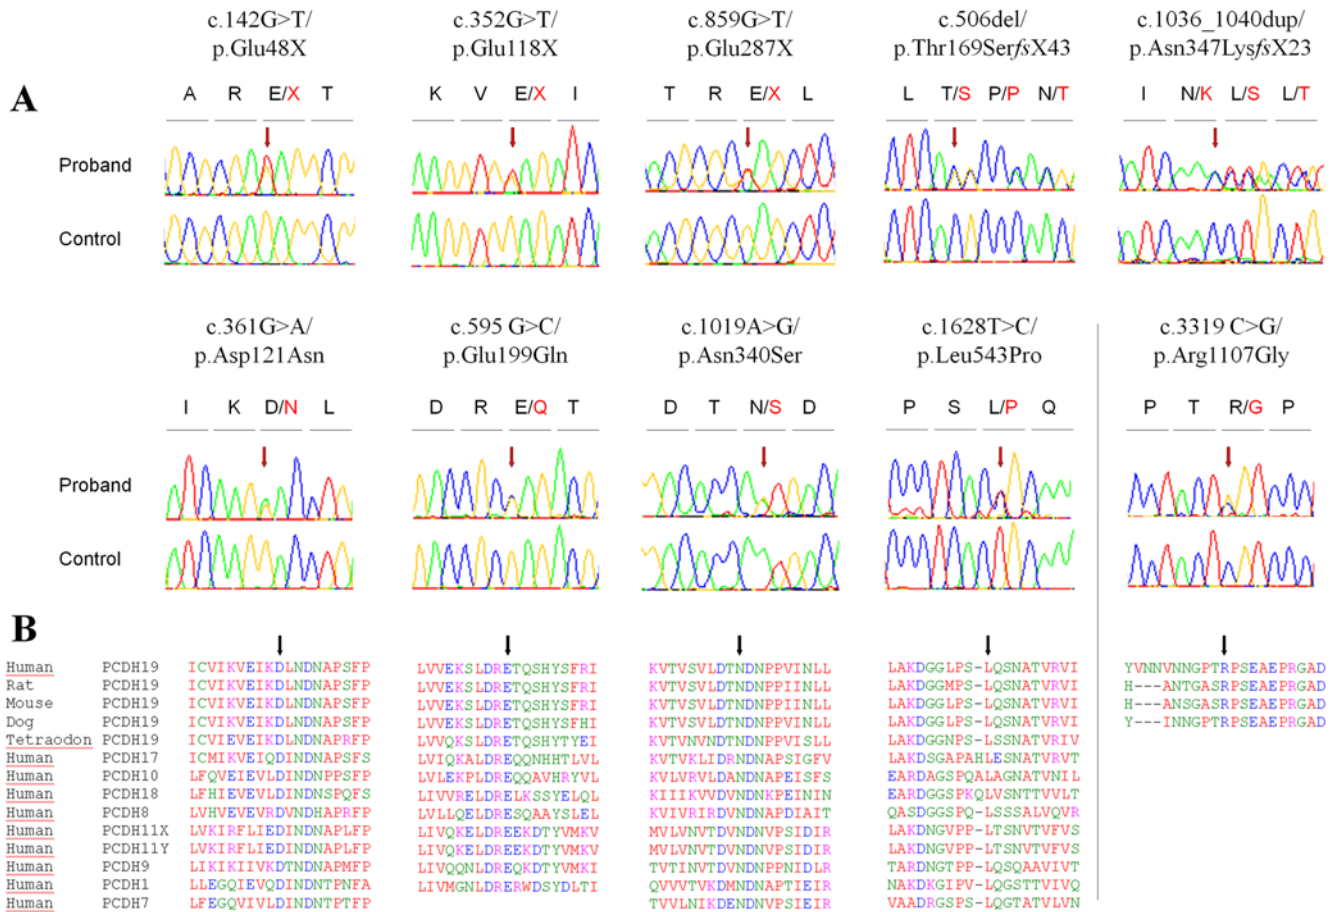 c.142G>T/ c.352G>T/ c.859G>T/ c.506del/ c.1036_1040dup/
p.Glu48X p.Glu118X p.Glu287X p.Thr169SerfsX43 p.Asn347LysfsX23
A
A R E/X T K V E/X I T R E/X L L T/S P/P N/T I N/K L/S L/T
Proband
Control
c.361G>A/ c.595 G>C/ c.1019A>G/ c.1628T>C/ c.3319 C>G/
p.Asp121Asn p.Glu199Gln p.Asn340Ser p.Leu543Pro p.Arg1107Gly
I K D/N L D R E/Q T D T N/S D P S L/P Q P T R/G P
Proband
Control
B
Human PCDH19 ICVIKVEIKDLNDNAPSFP LVVEKSLDRETQSHYSFRI KVTVSVLDTNDNPPVINLL LAKDGGLPS-LQSNATVRVI YVNNVNNGPTRPSEAEPRGAD
Rat PCDH19 ICVIKVEIKDLNDNAPSFP LVVEKSLDRETQSHYSFRI KVTVSVLDTNDNPPIINLL LAKDGGMPS-LQSNATVRVI H---ANTGASRPSEAEPRGAD
Mouse PCDH19 ICVIKVEIKDLNDNAPSFP LVVEKSLDRETQSHYSFRI KVTVSVLDTNDNPPIINLL LAKDGGMPS-LQSNATVRVI H---ANSGASRPSEAEPRGAD
Dog PCDH19 ICVIKVEIKDLNDNAPSFP LVVEKSLDRETQSHYSFHI KVTVSVLDTNDNPPVINLL LAKDGGLPS-LQSNATVRVI Y---INNGPTRPSEAEPRGAD
Tetraodon PCDH19 ICVIEVEIKDLNDNAPRFP LVVQKSLDRETQSHYTYEI KVTVNVNDTNDNPPVISLL LAKDGGNPS-LSSNATVRIV
Human PCDH17 ICMIKVEIQDINDNAPSFS LVIQKALDREQQNHHTLVL KVTVKLIDRNDNAPSIGFV LAKDSGAPAHLESNATVRVT
Human PCDH10 LFQVEIEVLDINDNPPSFP LVLEKPLDREQQAVHRYVL KVTVRVLDANDNAPEISFS EARDAGSPQALAGNATVNIL
Human PCDH18 LFHIEVEVLDINDNSPQFS LIVVRELDRELKSSYELQL KIIIKVVDVNDNKPEININ EARDGGSPKQLVSNTTVVLT
Human PCDH8 LVHVEVEVRDVNDHAPRFP LVLLQELDRESQAAYSLEL KVIVRIRDVNDNAPDIAIT QASDGGSPQ-LSSSALVQVR
Human PCDH11X LVKIRFLIEDINDNAPLFP LIVQKELDREEKDTYVMKV MVLVNVTDVNDNVPSIDIR LAKDNGVPP-LTSNVTVFVS
Human PCDH11Y LVKIRFLIEDINDNAPLFP LIVQKELDREEKDTYVMKV MVLVNVTDVNDNVPSIDIR LAKDNGVPP-LTSNVTVFVS
Human PCDH9 LIKIKIIVKDTNDNAPMFP LIVQQNLDREQKDTYVMKI TVTINVTDVNDNPPSIDLR TARDNGTPP-LQSQAAVIVT
Human PCDH1 LLEGQIEVQDINDNTPNFA LIVMGNLDRERWDSYDLTI QVVVTVKDMNDNAPTIEIR NAKDKGIPV-LQGSTTVIVQ
Human PCDH7 LFEGQVIVLDINDNTPTFP TVVLNIKDENDNVPSIDIR VAADRGSPS-LQGTATVLVN